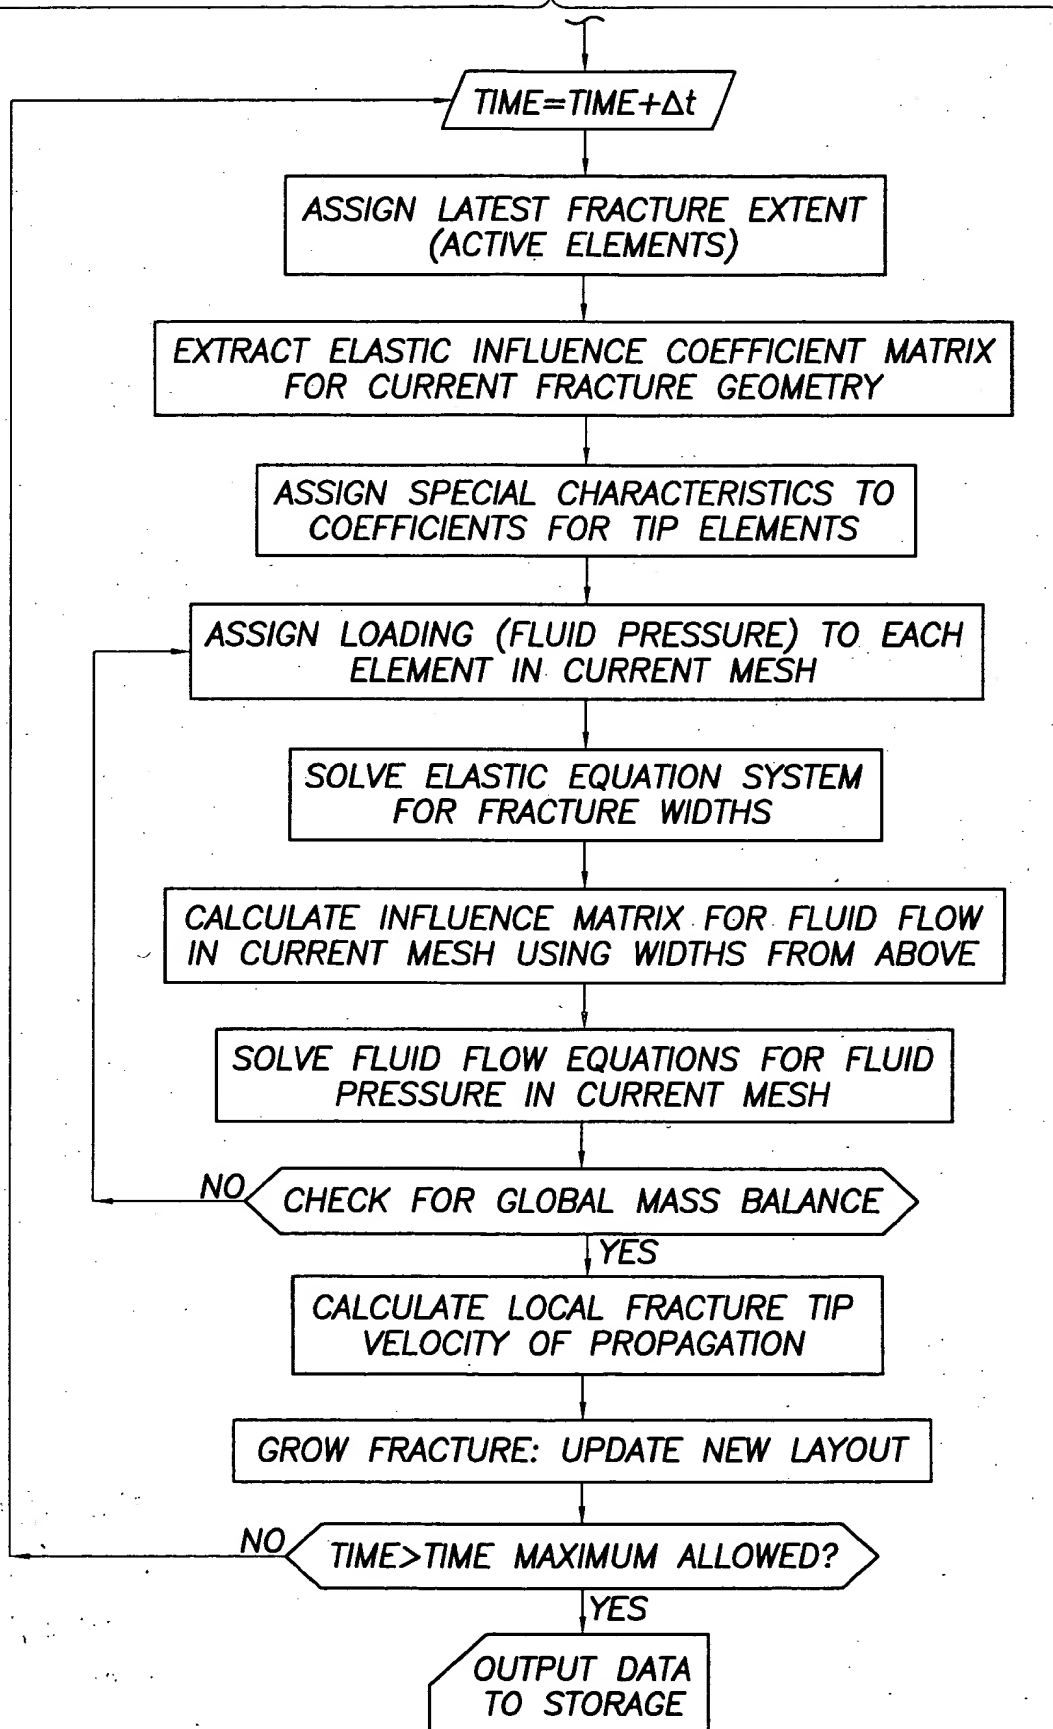 TIME=TIME+Δt
ASSIGN LATEST FRACTURE EXTENT
(ACTIVE ELEMENTS)
EXTRACT ELASTIC INFLUENCE COEFFICIENT MATRIX
FOR CURRENT FRACTURE GEOMETRY
ASSIGN SPECIAL CHARACTERISTICS TO
COEFFICIENTS FOR TIP ELEMENTS
ASSIGN LOADING (FLUID PRESSURE) TO EACH
ELEMENT IN CURRENT MESH
SOLVE ELASTIC EQUATION SYSTEM
FOR FRACTURE WIDTHS
CALCULATE INFLUENCE MATRIX FOR FLUID FLOW
IN CURRENT MESH USING WIDTHS FROM ABOVE
SOLVE FLUID FLOW EQUATIONS FOR FLUID
PRESSURE IN CURRENT MESH
NO
CHECK FOR GLOBAL MASS BALANCE
YES
CALCULATE LOCAL FRACTURE TIP
VELOCITY OF PROPAGATION
GROW FRACTURE: UPDATE NEW LAYOUT
NO
TIME>TIME MAXIMUM ALLOWED?
YES
OUTPUT DATA
TO STORAGE